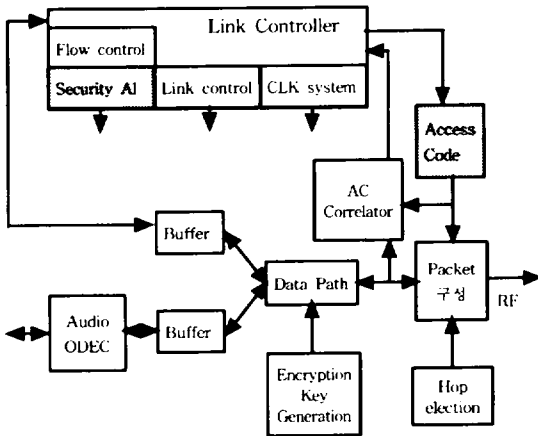 Link Controller
Flow control
Security Al
Link control
CLK system
Access
Code
AC
Correlator
Buffer
Data Path
Packet
구성
RF
Audio
ODEC
Buffer
Encryption
Key
Generation
Hop
election